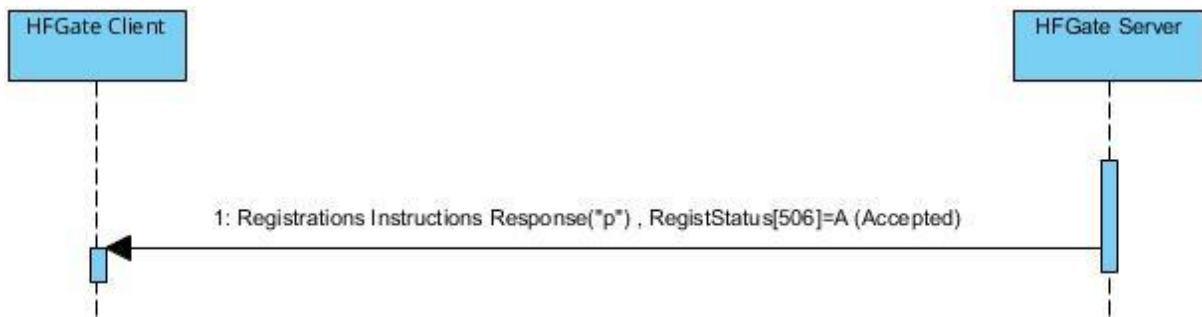 HFGate Client
HFGate Server
1: Registrations Instructions Response("p") , RegistStatus[506]=A (Accepted)